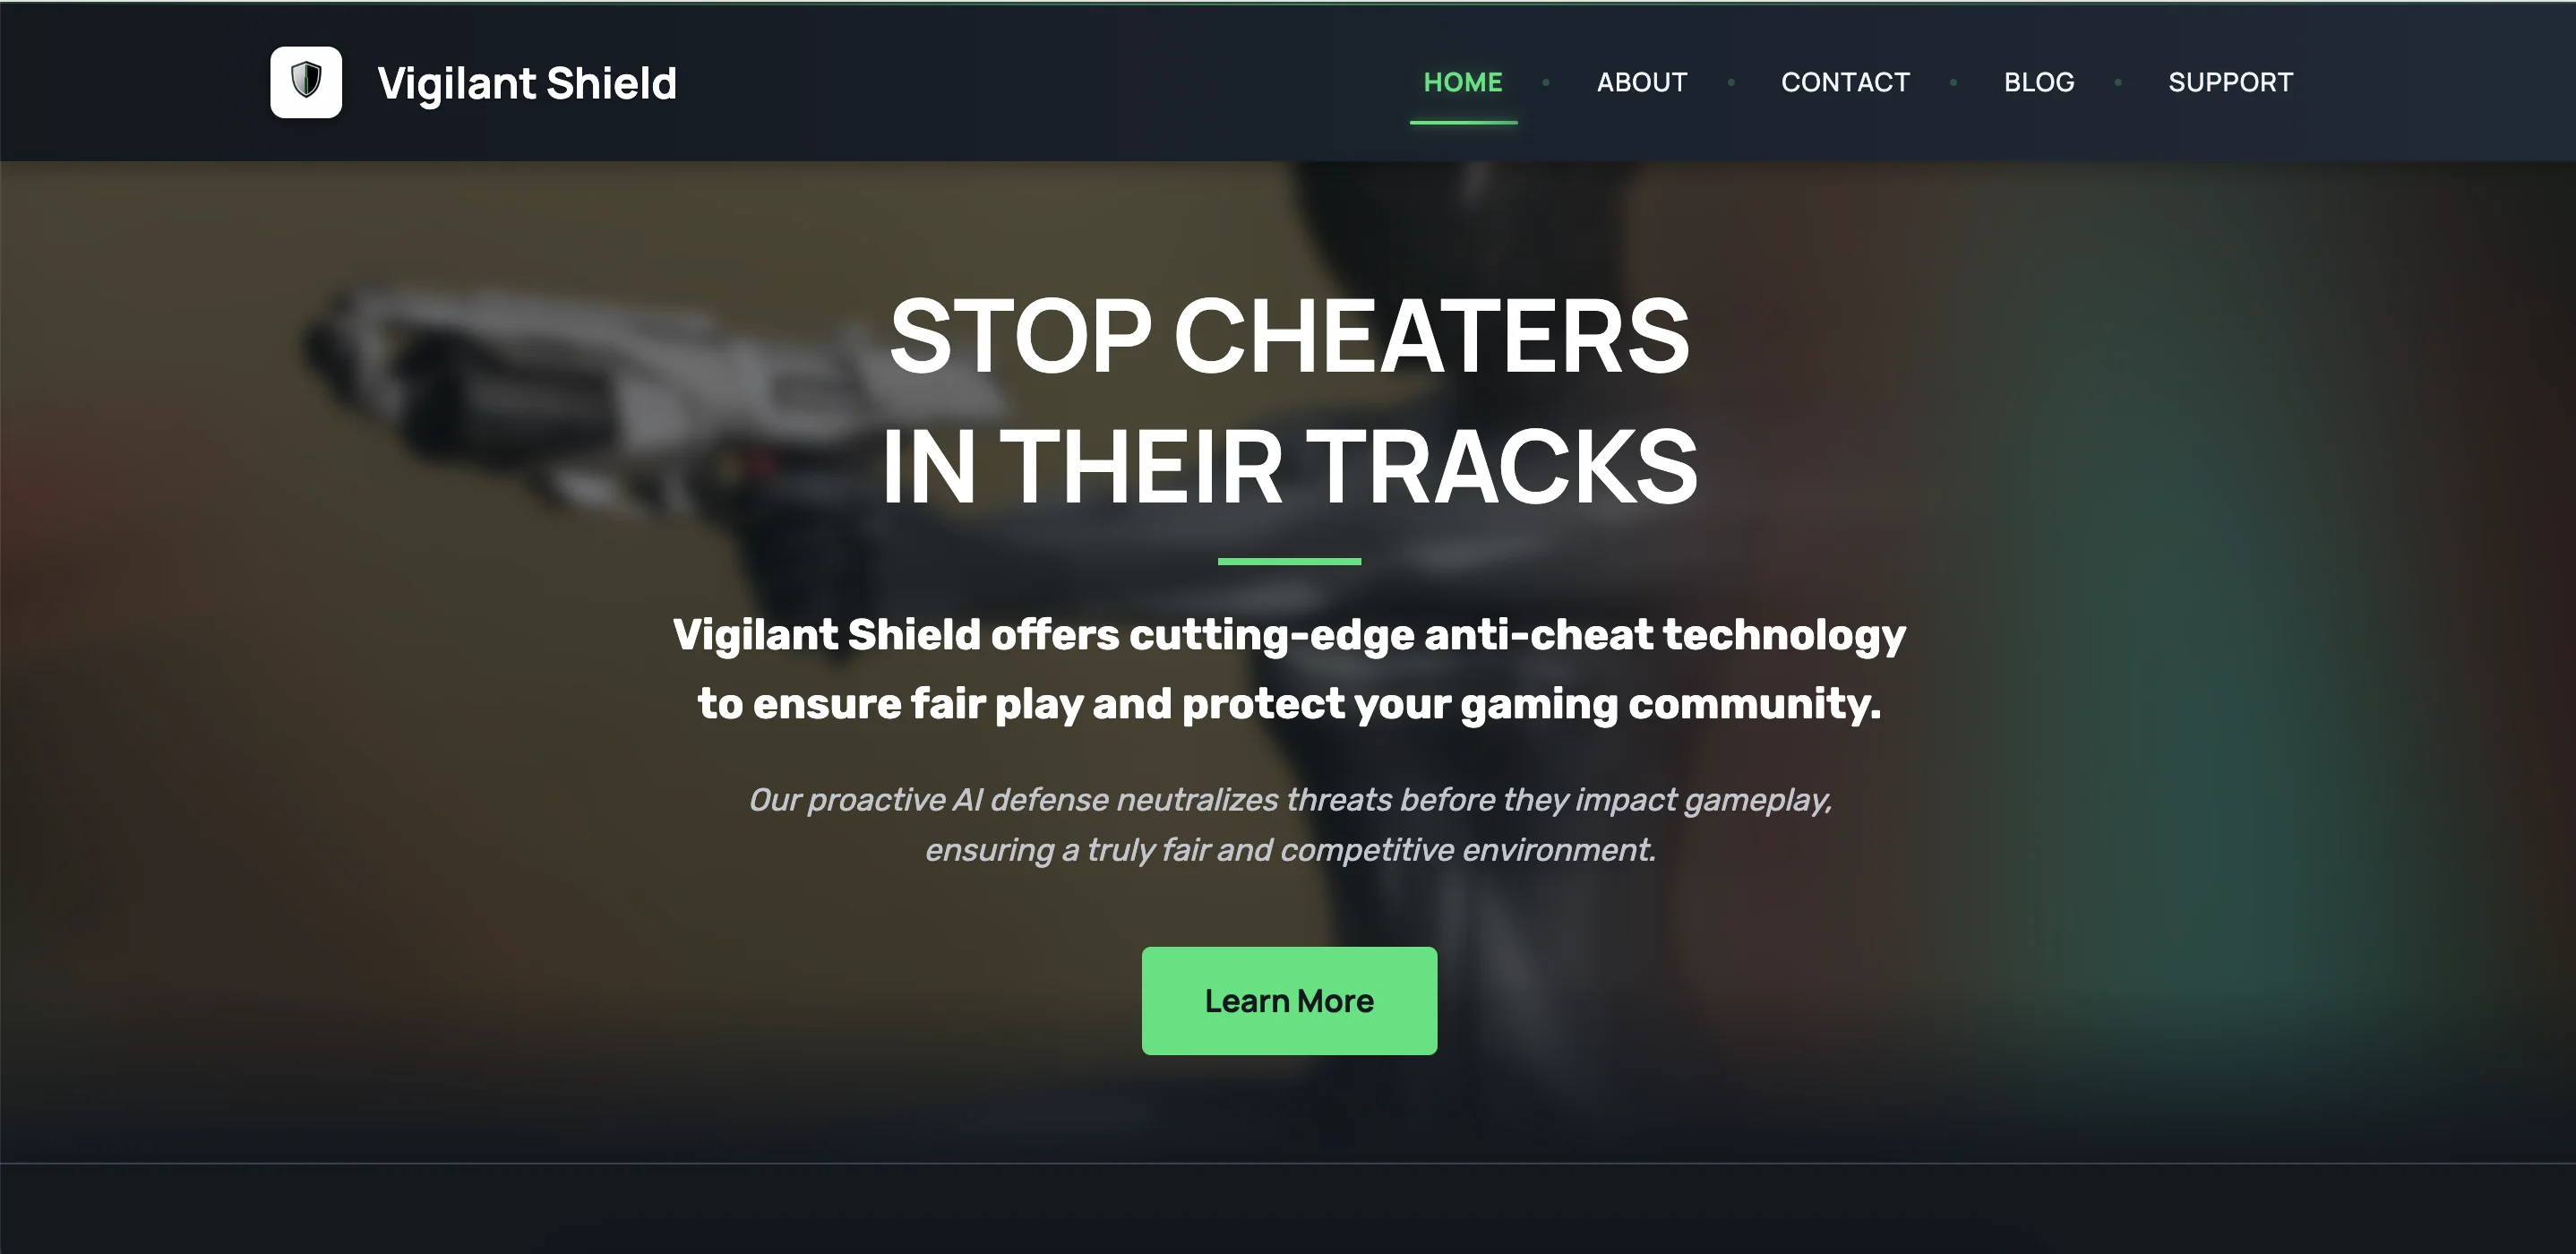 Vigilant Shield
HOME
ABOUT
CONTACT
BLOG
SUPPORT
STOP CHEATERS
IN THEIR TRACKS
Vigilant Shield offers cutting-edge anti-cheat technology
to ensure fair play and protect your gaming community.
Our proactive AI defense neutralizes threats before they impact gameplay,
ensuring a truly fair and competitive environment.
Learn More